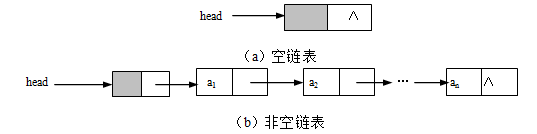 head ∧
（a）空链表
head a₁ a₂ ··· aₙ ∧
（b）非空链表